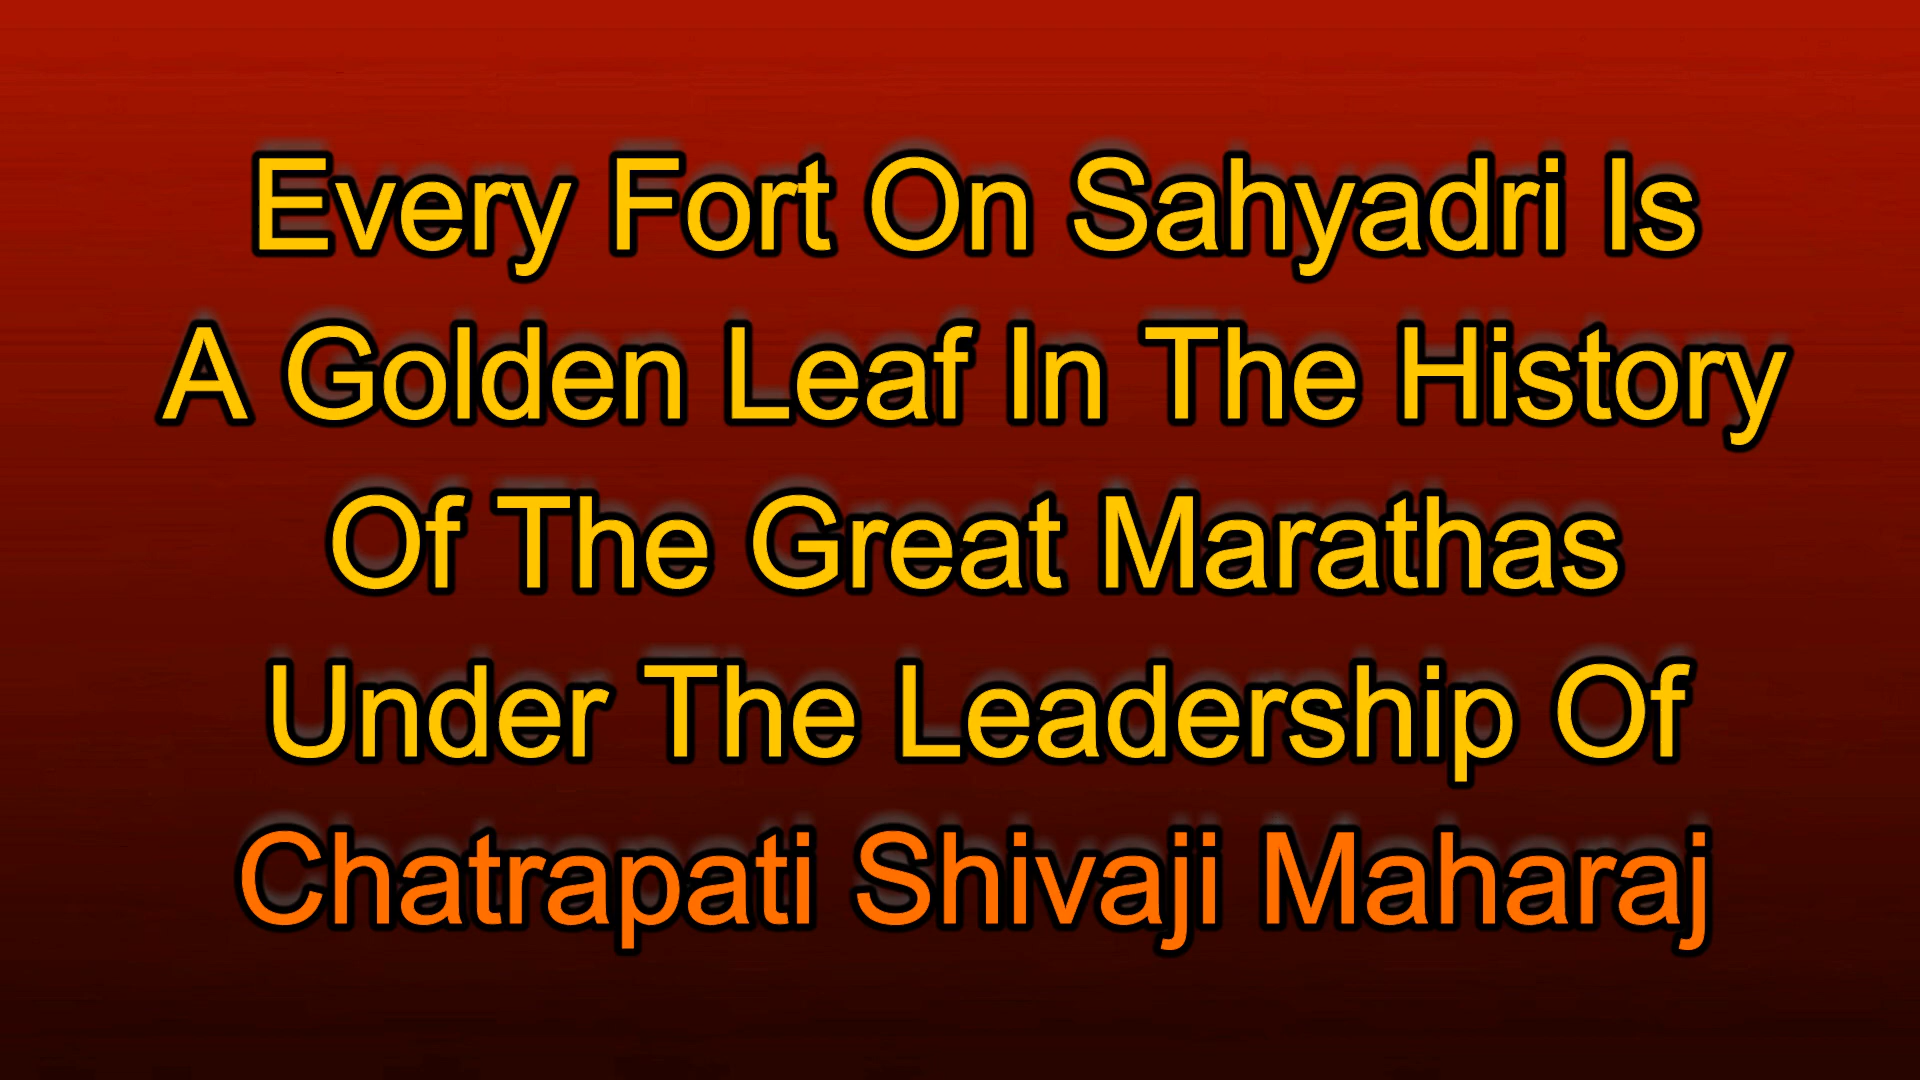 Every Fort On Sahyadri Is
A Golden Leaf In The History
Of The Great Marathas
Under The Leadership Of
Chatrapati Shivaji Maharaj